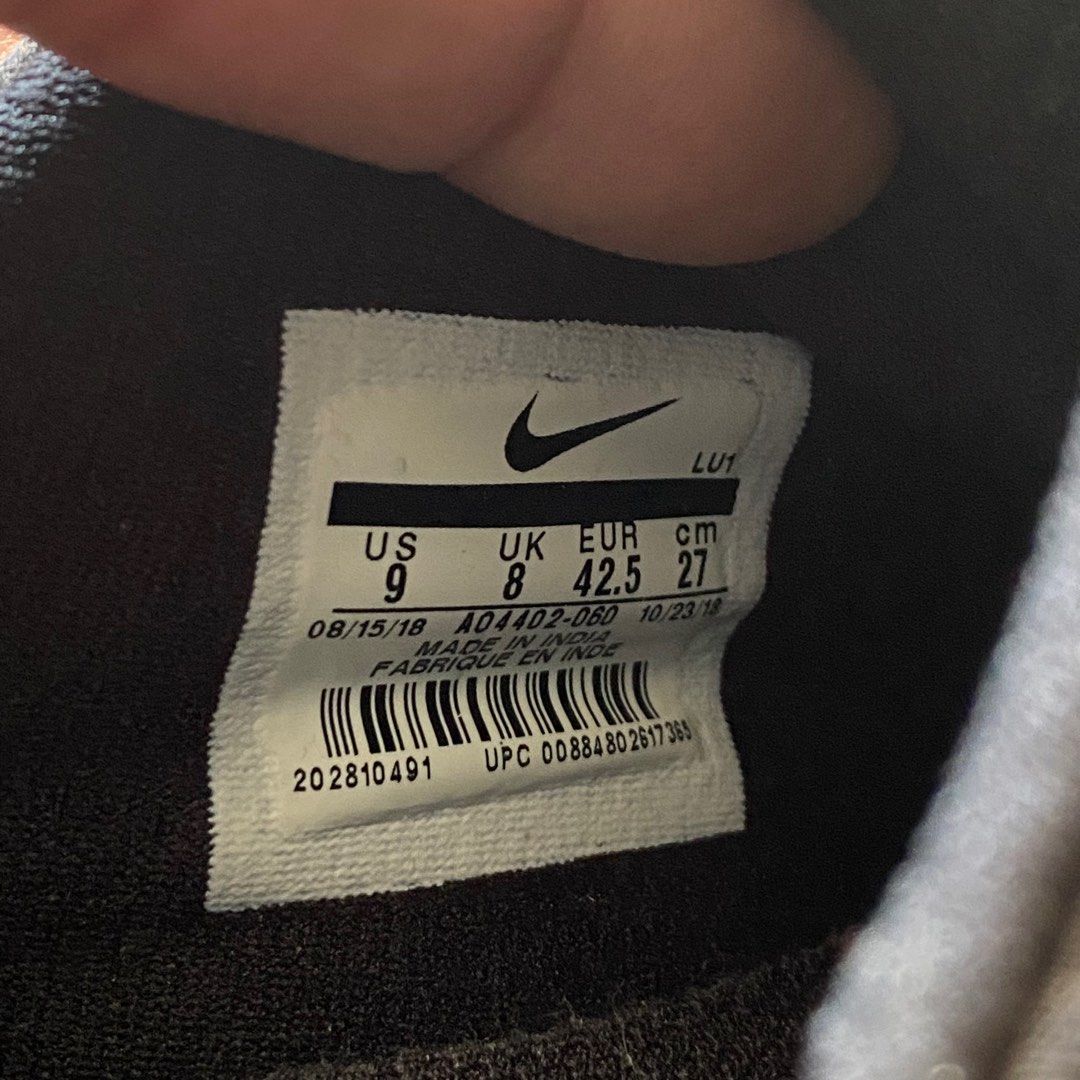 LU1
US UK EUR cm
9 8 42.5 27
08/15/18 AO4402-060 10/23/18
MADE IN INDIA
FABRIQUE EN INDE
202810491 UPC 00884802617365